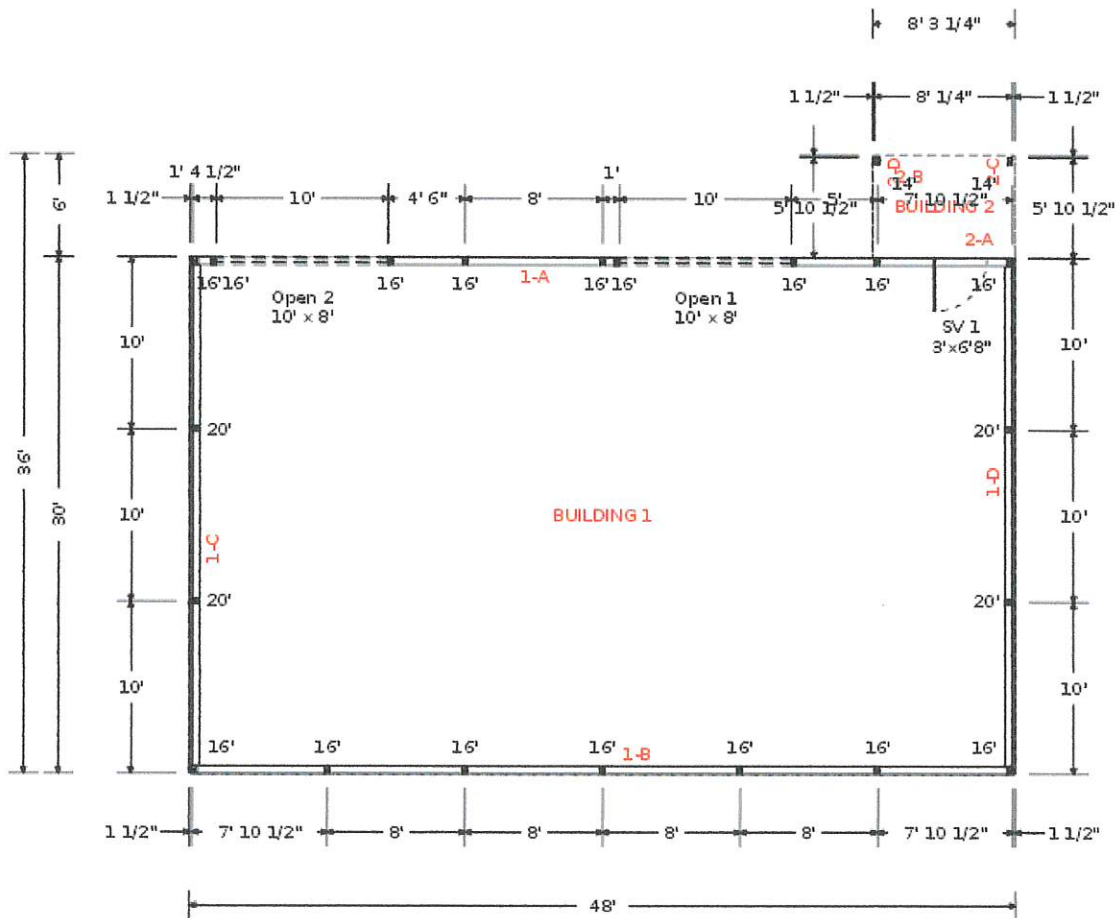 8' 3 1/4"
1 1/2" 8' 1/4" 1 1/2"
1' 4 1/2" 1'
1 1/2" 10' 4' 6" 8' 10' 5' 7' 10 1/2"
2-B 2-C
14' 14'
5' 10 1/2" BUILDING 2 5' 10 1/2"
2-A
6'
16' 16' 16' 16' 1-A 16' 16' 16' 16' 16'
Open 2 Open 1
10' x 8' 10' x 8'
SV 1
3'x6'8"
10' 10'
20' 20'
36' 30'
1-D
10' BUILDING 1 10'
1-C
20' 20'
10' 10'
16' 16' 16' 16' 1-B 16' 16' 16'
1 1/2" 7' 10 1/2" 8' 8' 8' 8' 7' 10 1/2" 1 1/2"
48'